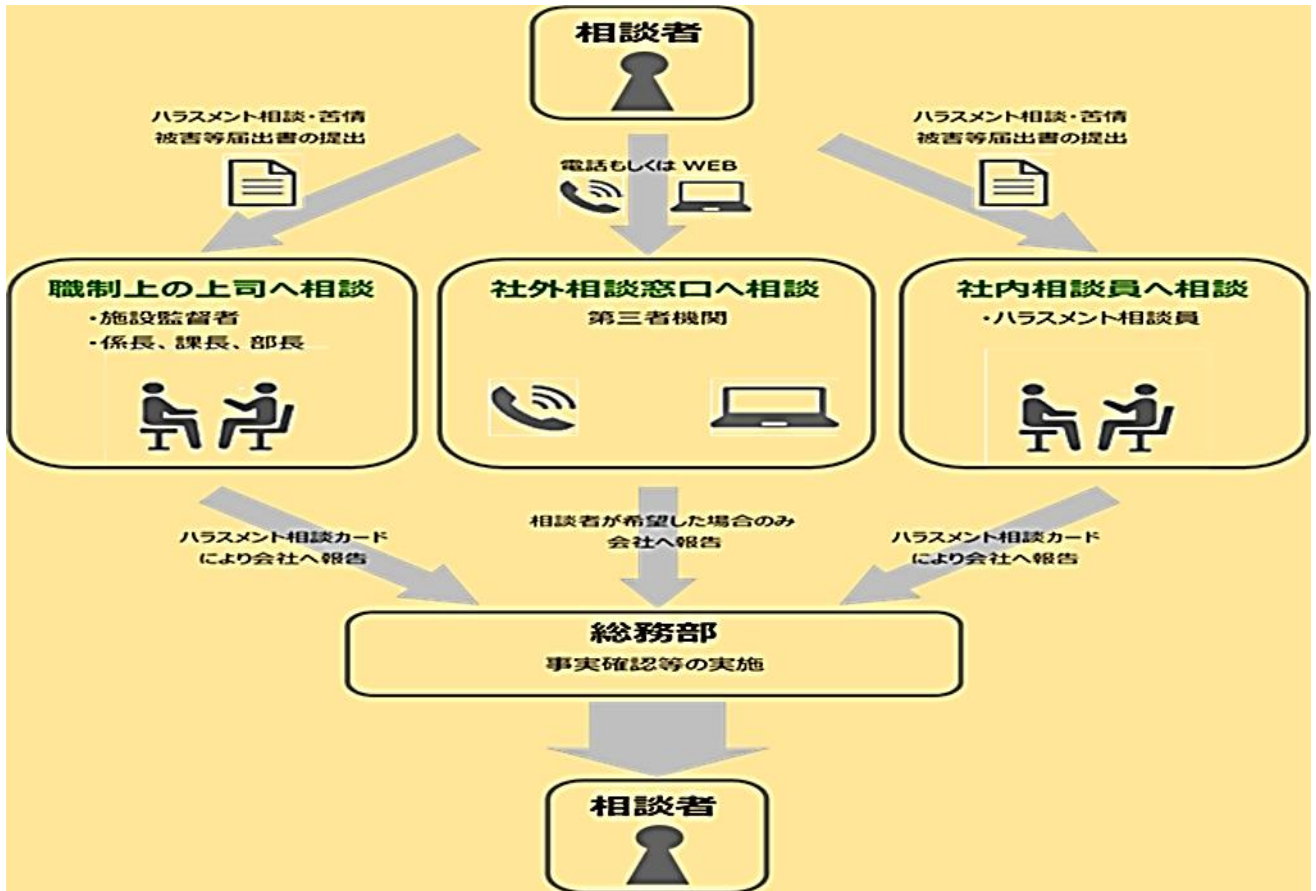 相談者
ハラスメント相談・苦情
被害等届出書の提出
電話もしくは WEB
ハラスメント相談・苦情
被害等届出書の提出
職制上の上司へ相談
・施設監督者
・係長、課長、部長
社外相談窓口へ相談
第三者機関
社内相談員へ相談
・ハラスメント相談員
ハラスメント相談カード
により会社へ報告
相談者が希望した場合のみ
会社へ報告
ハラスメント相談カード
により会社へ報告
総務部
事実確認等の実施
相談者